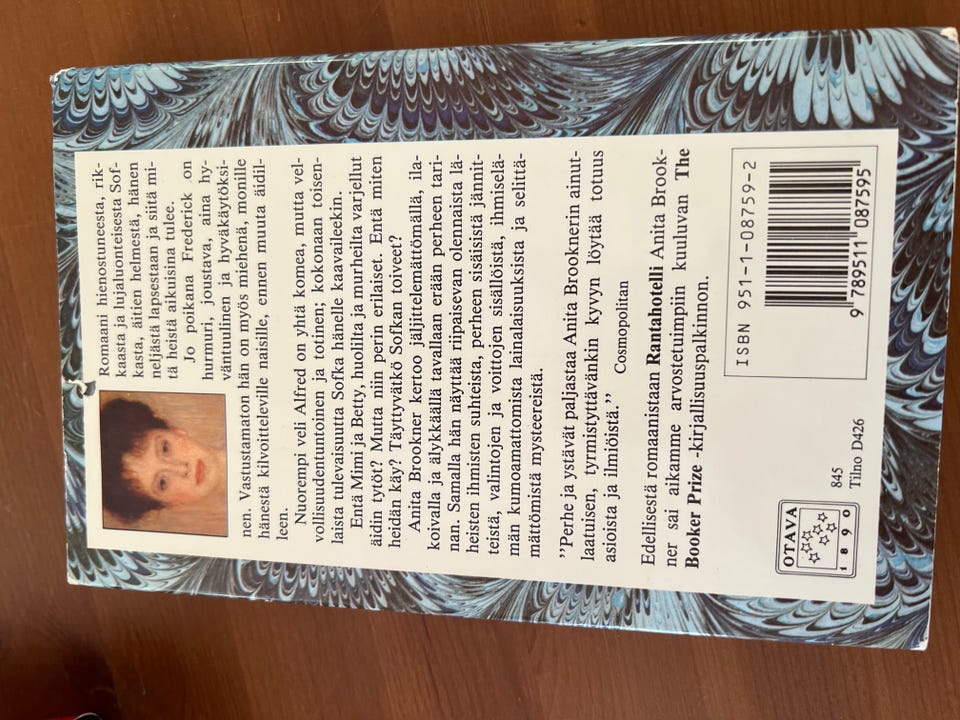 Romaani hienostuneesta, rik-
kaasta ja lujaluonteisesta Sof-
kasta, äitien helmestä, hänen
neljästä lapsestaan ja siitä mi-
tä heistä aikuisina tulee.
Jo poikana Frederick on
hurmuri, joustava, aina hy-
väntuulinen ja hyväkäytöksi-
nen. Vastustamaton hän on myös miehenä, monille
hänestä kilvoitteleville naisille, ennen muuta äidil-
leen.
Nuorempi veli Alfred on yhtä komea, mutta vel-
vollisuudentuntoinen ja totinen; kokonaan toisen-
laista tulevaisuutta Sofka hänelle kaavaileekin.
Entä Mimi ja Betty, huolilta ja murheilta varjellut
äidin tytöt? Mutta niin perin erilaiset. Entä miten
heidän käy? Täyttyvätkö Sofkan toiveet?
Anita Brookner kertoo jäljittelemättömällä, ila-
koivalla ja älykkäällä tavallaan erään perheen tari-
nan. Samalla hän näyttää riipaisevan olennaista lä-
heisten ihmisten suhteista, perheen sisäisistä jännit-
teistä, valintojen ja voittojen sisällöistä, ihmiselä-
män kumoamattomista lainalaisuuksista ja selittä-
mättömistä mysteereistä.
"Perhe ja ystävät paljastaa Anita Brooknerin ainut-
laatuisen, tyrmistyttävänkin kyvyn löytää totuus
asioista ja ilmiöistä."
Cosmopolitan
Edellisestä romaanistaan Rantahotelli Anita Brook-
ner sai aikamme arvostetuimpiin kuuluvan The
Booker Prize -kirjallisuuspalkinnon.
OTAVA
1890
845
Tiino D426
ISBN 951-1-08759-2
9 789511 087595